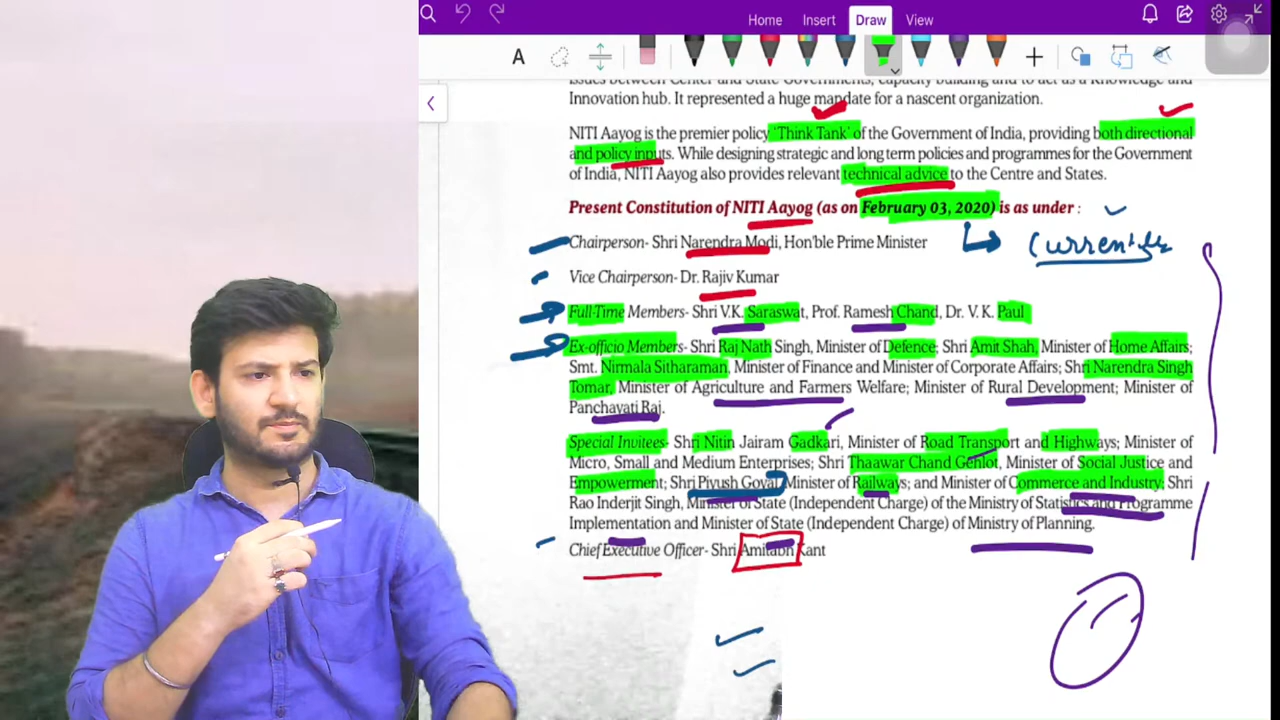 Home Insert Draw View
A
issues between Center and State Governments, capacity building and to act as a Knowledge and
Innovation hub. It represented a huge mandate for a nascent organization.
NITI Aayog is the premier policy 'Think Tank' of the Government of India, providing both directional
and policy inputs. While designing strategic and long term policies and programmes for the Government
of India, NITI Aayog also provides relevant technical advice to the Centre and States.
Present Constitution of NITI Aayog (as on February 03, 2020) is as under :
Chairperson- Shri Narendra Modi, Hon'ble Prime Minister
Currently
Vice Chairperson- Dr. Rajiv Kumar
Full-Time Members- Shri V.K. Saraswat, Prof. Ramesh Chand, Dr. V. K. Paul
Ex-officio Members- Shri Raj Nath Singh, Minister of Defence; Shri Amit Shah, Minister of Home Affairs;
Smt. Nirmala Sitharaman, Minister of Finance and Minister of Corporate Affairs; Shri Narendra Singh
Tomar, Minister of Agriculture and Farmers Welfare; Minister of Rural Development; Minister of
Panchayati Raj.
Special Invitees- Shri Nitin Jairam Gadkari, Minister of Road Transport and Highways; Minister of
Micro, Small and Medium Enterprises; Shri Thaawar Chand Gehlot, Minister of Social Justice and
Empowerment; Shri Piyush Goyal Minister of Railways; and Minister of Commerce and Industry; Shri
Rao Inderjit Singh, Minister of State (Independent Charge) of the Ministry of Statistics and Programme
Implementation and Minister of State (Independent Charge) of Ministry of Planning.
Chief Executive Officer- Shri Amitabh Kant